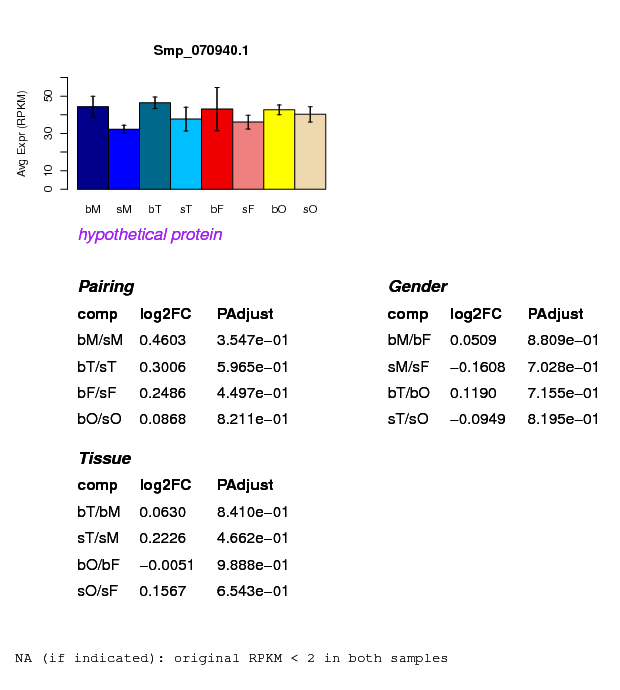 Smp_070940.1
Avg Expr (RPKM)
0 10 30 50
bM sM bT sT bF sF bO sO
hypothetical protein
Pairing
comp log2FC PAdjust
bM/sM 0.4603 3.547e−01
bT/sT 0.3006 5.965e−01
bF/sF 0.2486 4.497e−01
bO/sO 0.0868 8.211e−01
Gender
comp log2FC PAdjust
bM/bF 0.0509 8.809e−01
sM/sF −0.1608 7.028e−01
bT/bO 0.1190 7.155e−01
sT/sO −0.0949 8.195e−01
Tissue
comp log2FC PAdjust
bT/bM 0.0630 8.410e−01
sT/sM 0.2226 4.662e−01
bO/bF −0.0051 9.888e−01
sO/sF 0.1567 6.543e−01
NA (if indicated): original RPKM < 2 in both samples